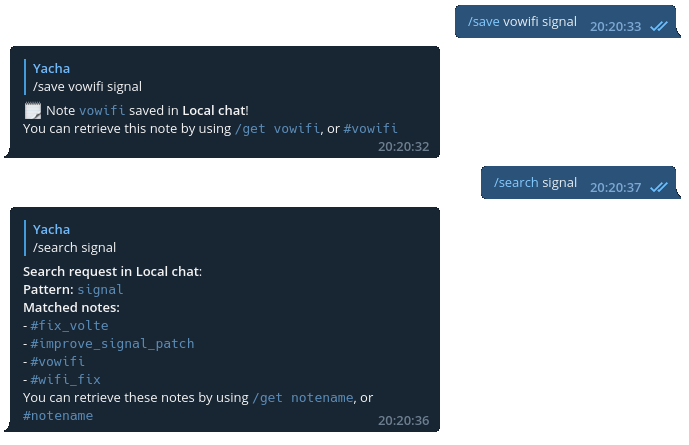 /save vowifi signal 20:20:33
Yacha
/save vowifi signal
Note vowifi saved in Local chat!
You can retrieve this note by using /get vowifi, or #vowifi
20:20:32
/search signal 20:20:37
Yacha
/search signal
Search request in Local chat:
Pattern: signal
Matched notes:
- #fix_volte
- #improve_signal_patch
- #vowifi
- #wifi_fix
You can retrieve these notes by using /get notename, or
#notename
20:20:36